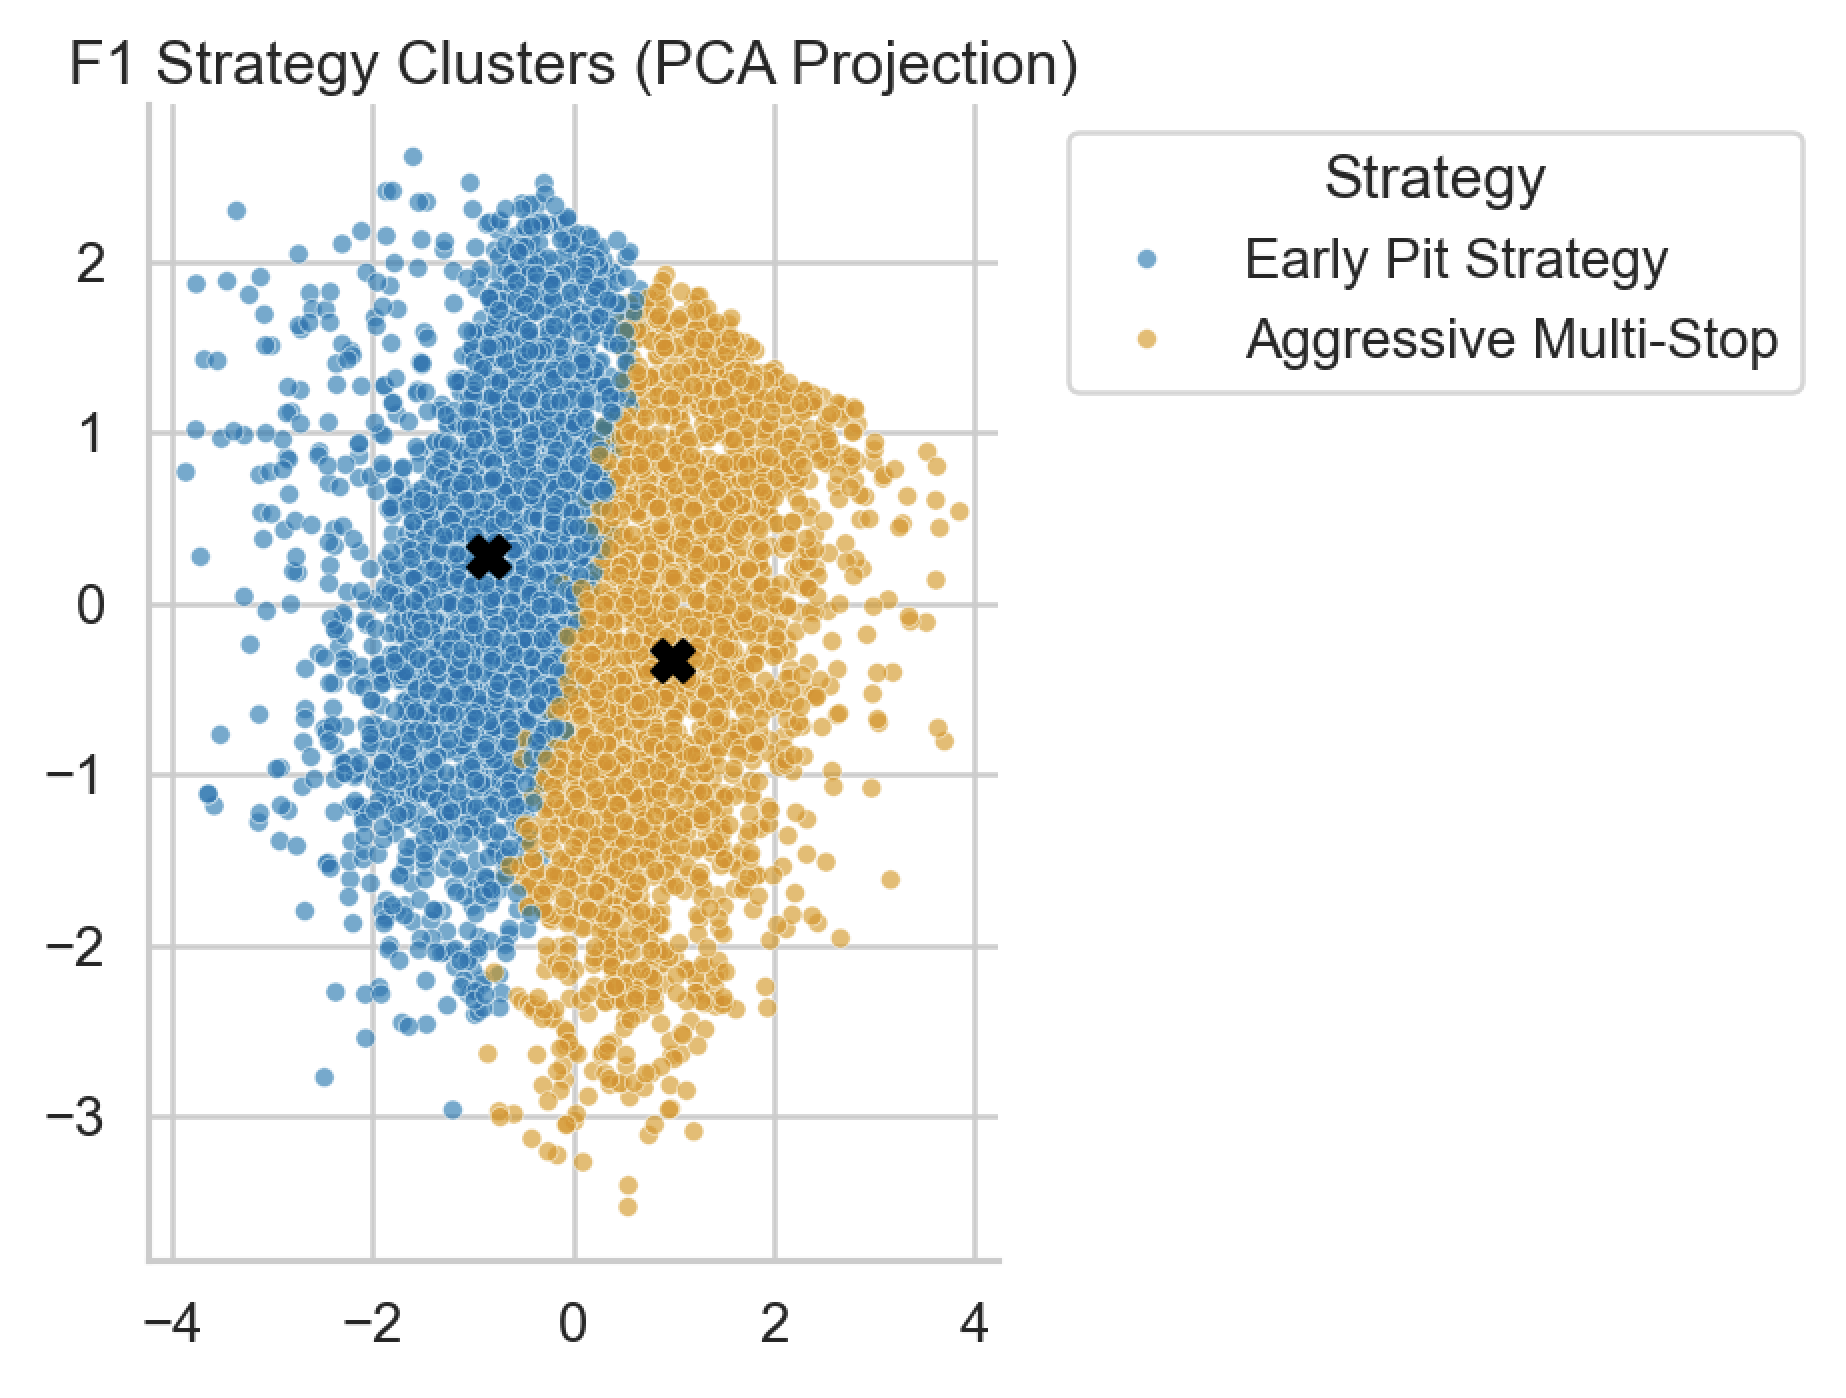 F1 Strategy Clusters (PCA Projection)
Strategy
Early Pit Strategy
Aggressive Multi-Stop
2
1
0
−1
−2
−3
−4 −2 0 2 4